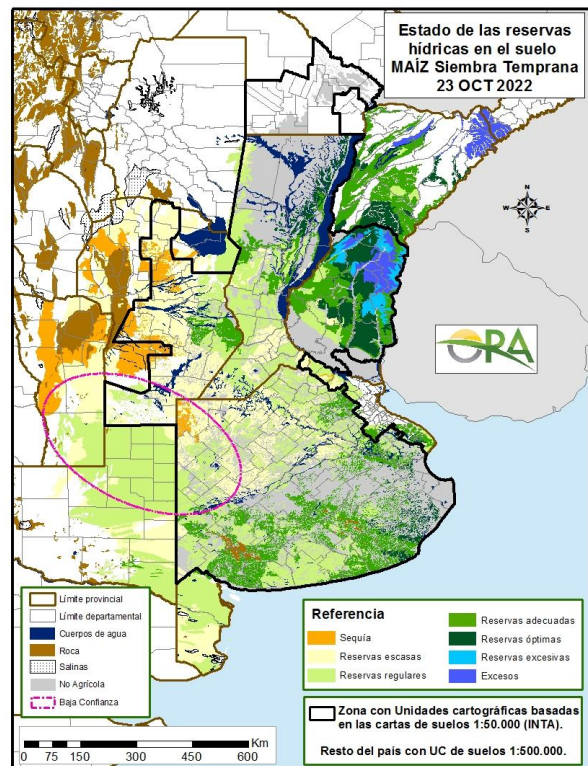 Estado de las reservas
hídricas en el suelo
MAÍZ Siembra Temprana
23 OCT 2022
N
W E
S
ORA
Límite provincial
Límite departamental
Cuerpos de agua
Roca
Salinas
No Agrícola
Baja Confianza
Referencia
Sequía
Reservas escasas
Reservas regulares
Reservas adecuadas
Reservas óptimas
Reservas excesivas
Excesos
Zona con Unidades cartográficas basadas
en las cartas de suelos 1:50.000 (INTA).
Resto del país con UC de suelos 1:500.000.
Km
0 75 150 300 450 600